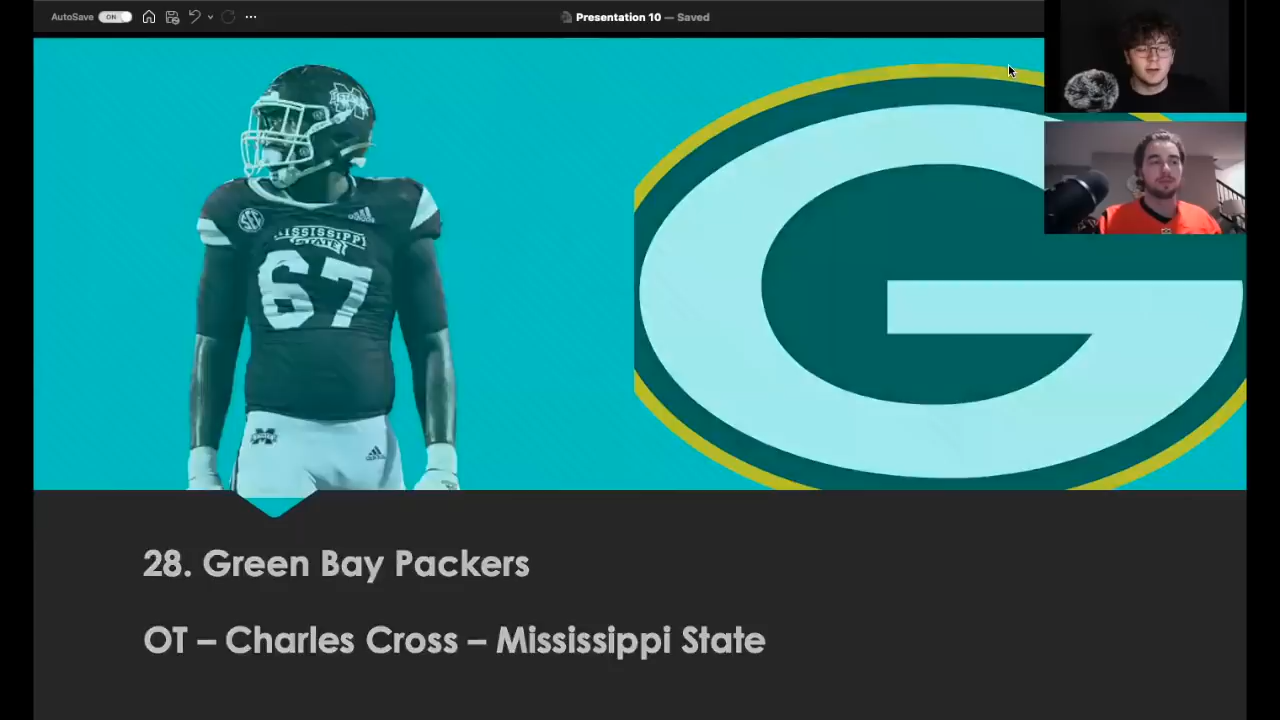 AutoSave ON
Presentation 10 — Saved
SEC
MISSISSIPPI
STATE
67
G
28. Green Bay Packers
OT – Charles Cross – Mississippi State